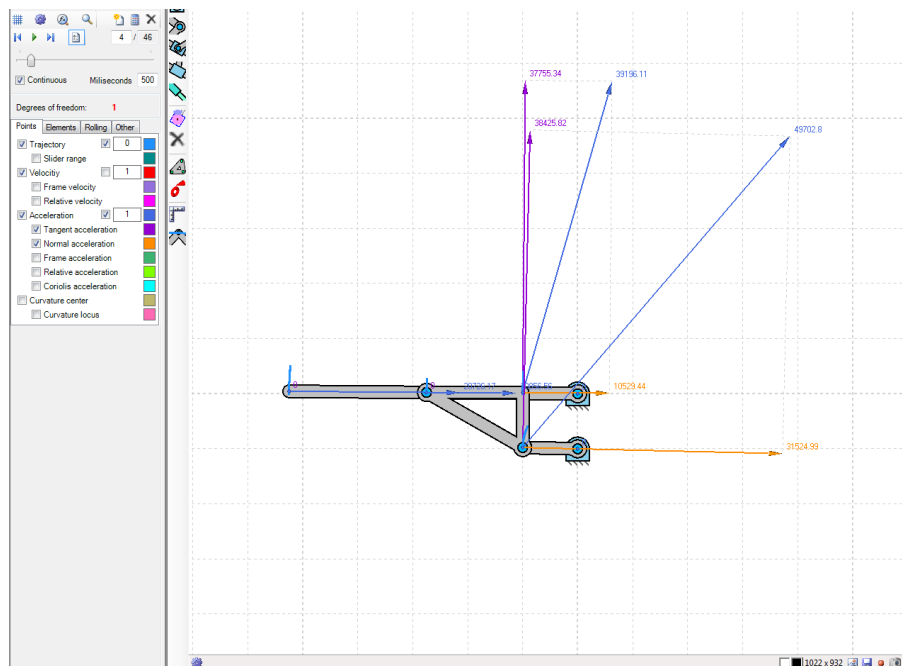 4 / 46
Continuous Miliseconds 500
Degrees of freedom: 1
Points Elements Rolling Other
Trajectory 0
Slider range
Velocitiy 1
Frame velocity
Relative velocity
Acceleration 1
Tangent acceleration
Normal acceleration
Frame acceleration
Relative acceleration
Coriolis acceleration
Curvature center
Curvature locus
37755.34
39196.11
38425.82
49702.8
0
10529.44
31524.99
1022 x 932